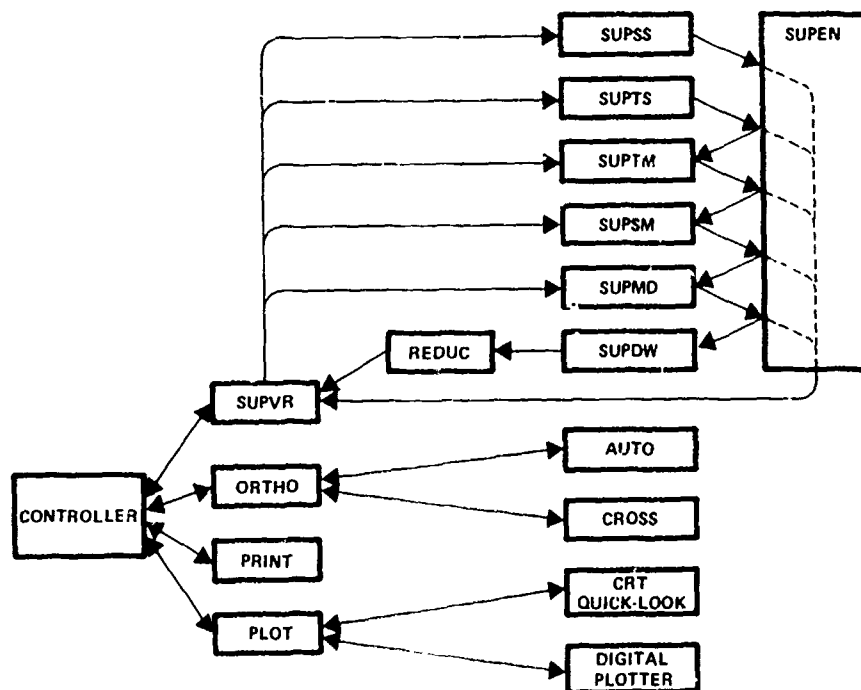 SUPSS
SUPEN
SUPTS
SUPTM
SUPSM
SUPMD
REDUC
SUPDW
SUPVR
AUTO
ORTHO
CONTROLLER
CROSS
PRINT
CRT
QUICK-LOOK
PLOT
DIGITAL
PLOTTER